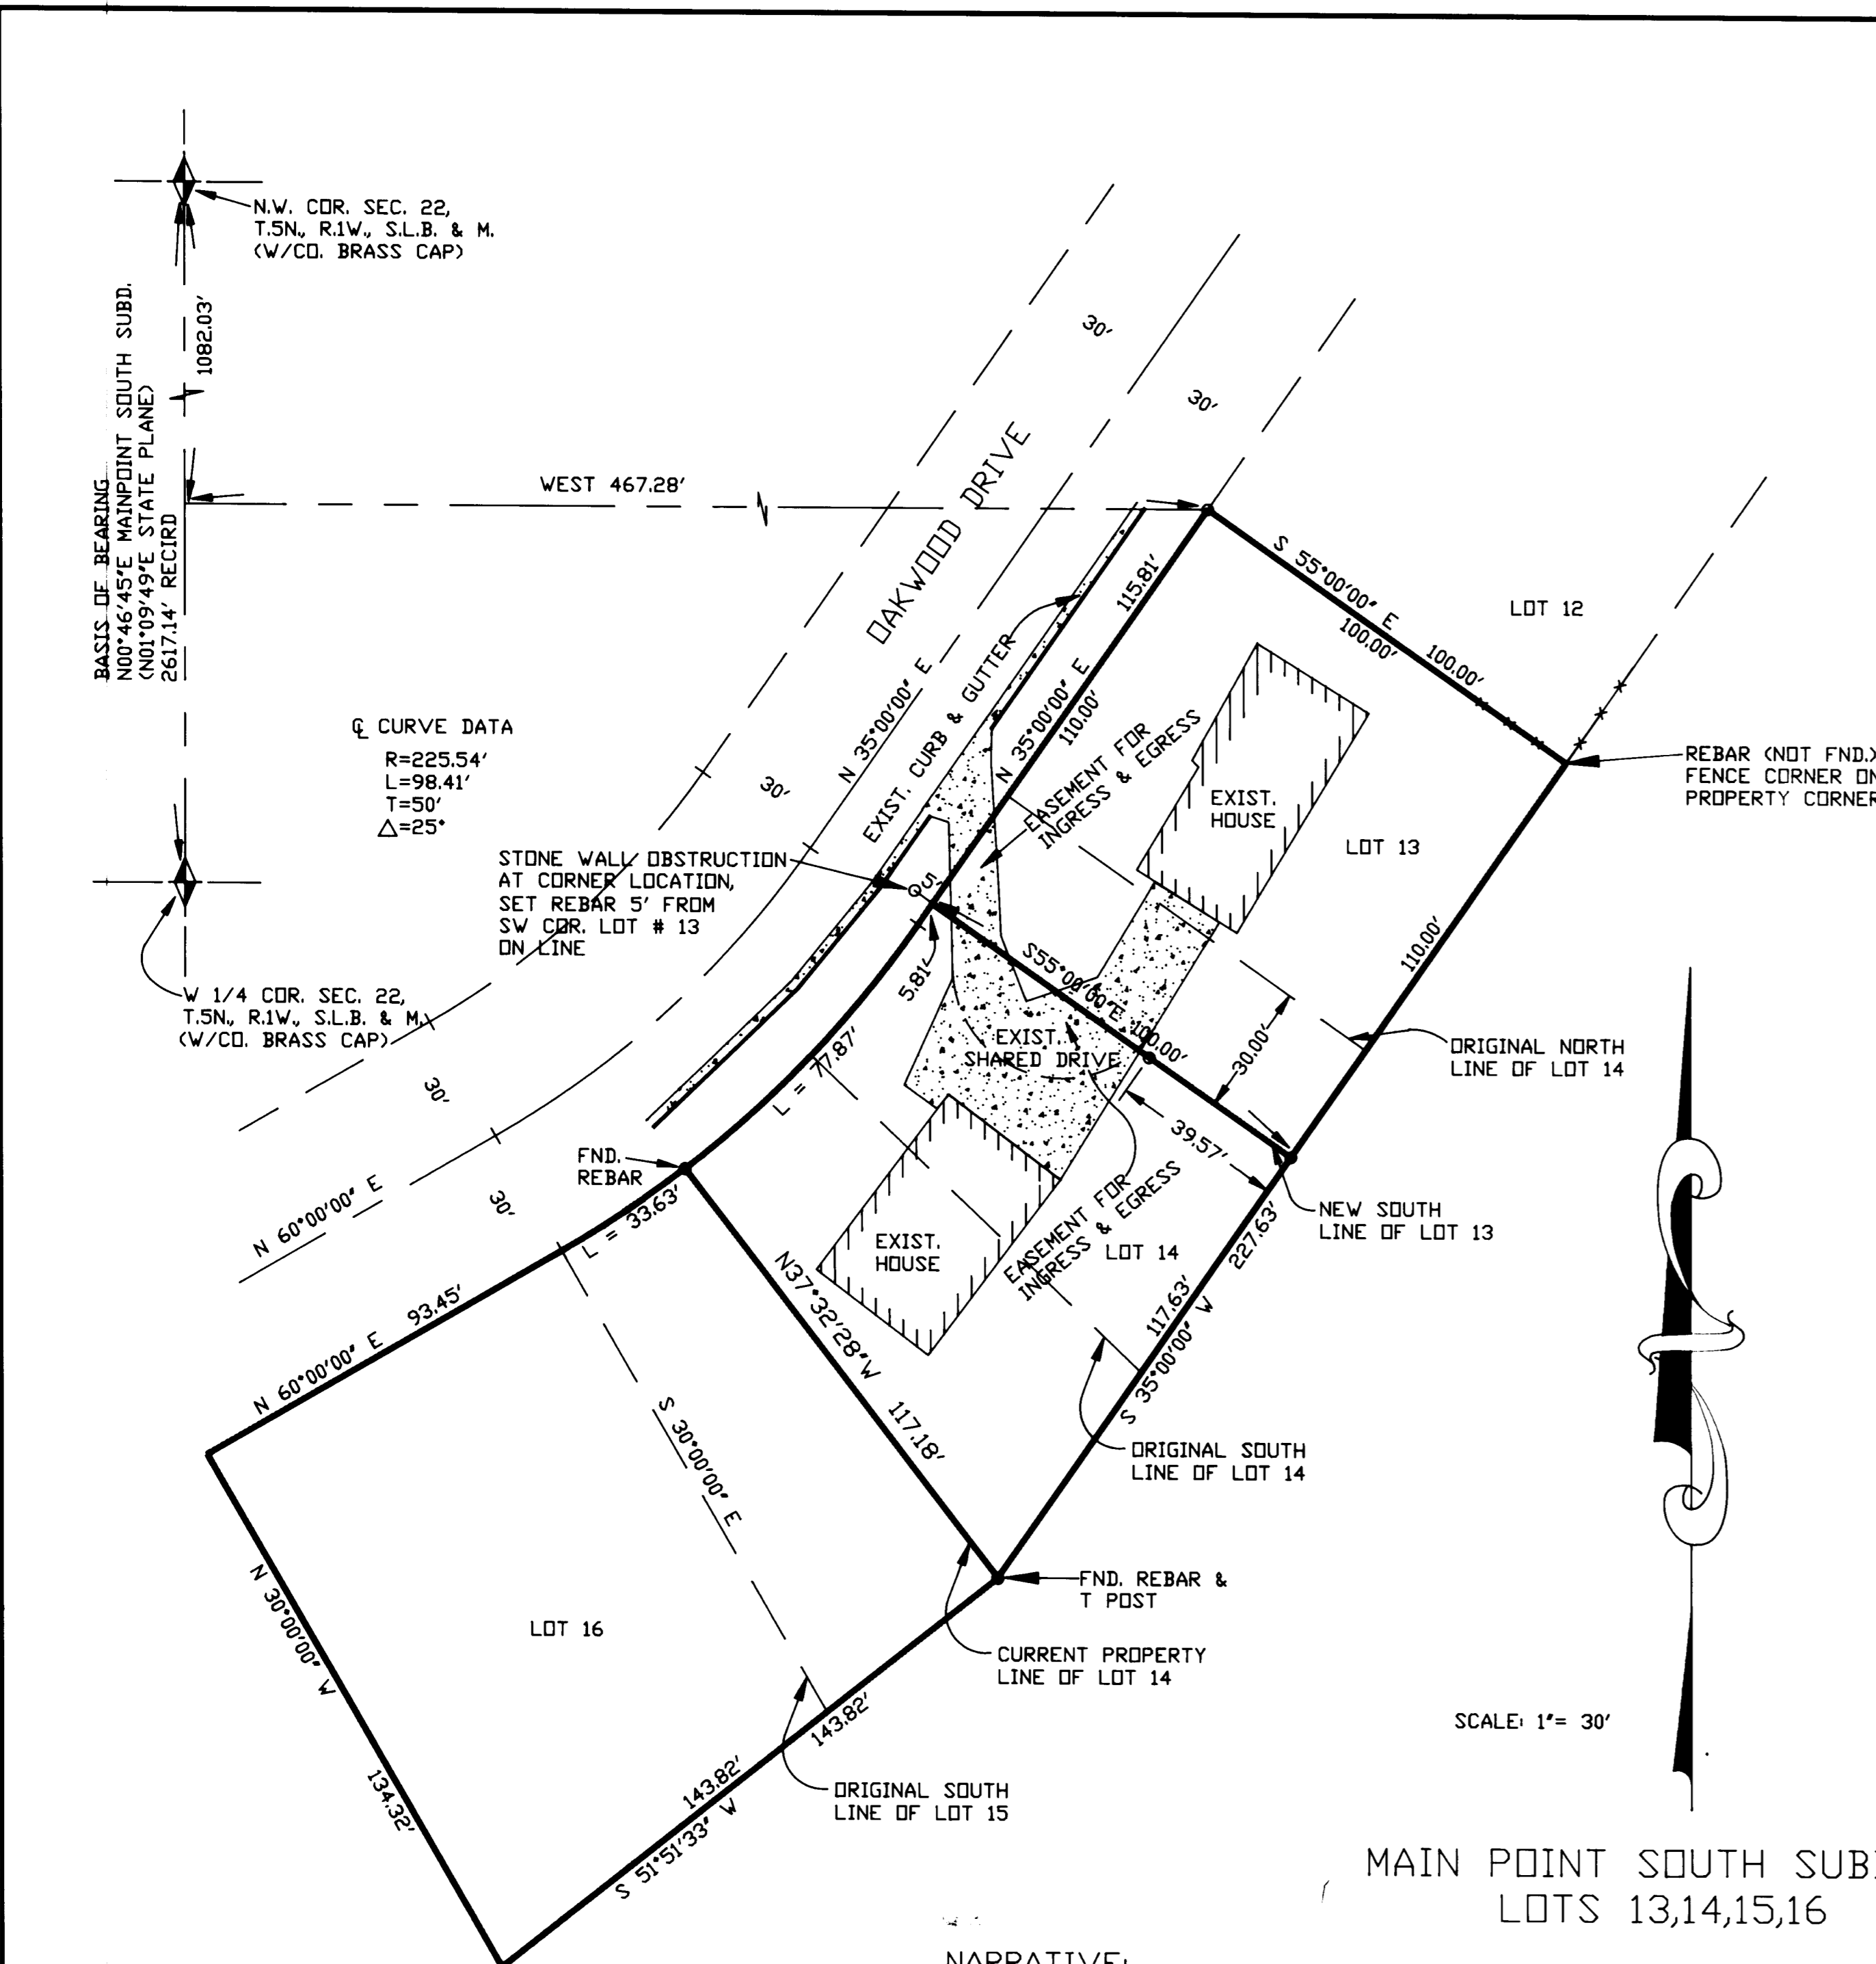 N.W. COR. SEC. 22,
T.5N., R.1W., S.L.B. & M.
(W/CO. BRASS CAP)
BASIS OF BEARING
N00°46'45"E MAINPOINT SOUTH SUBD.
(N01°09'49"E STATE PLANE)
2617.14' RECIRD
1082.03'
WEST 467.28'
30'
30'
OAKWOOD DRIVE
℄ CURVE DATA
R=225.54'
L=98.41'
T=50'
△=25°
30'
N 35°00'00" E
EXIST. CURB & GUTTER
115.81'
N 35°00'00" E
110.00'
S 55°00'00" E
100.00'
100.00'
LOT 12
EASEMENT FOR
INGRESS & EGRESS
EXIST.
HOUSE
LOT 13
REBAR (NOT FND.)
FENCE CORNER ON
PROPERTY CORNER
STONE WALL OBSTRUCTION
AT CORNER LOCATION,
SET REBAR 5' FROM
SW COR. LOT # 13
ON LINE
5'
5.81'
110.00'
W 1/4 COR. SEC. 22,
T.5N., R.1W., S.L.B. & M.
(W/CO. BRASS CAP)
S55°00'00"E 100.00'
EXIST.
SHARED DRIVE
30.00'
ORIGINAL NORTH
LINE OF LOT 14
L = 77.87'
30'
39.57'
FND.
REBAR
30'
N 60°00'00" E
L = 33.63'
NEW SOUTH
LINE OF LOT 13
EXIST.
HOUSE
EASEMENT FOR
INGRESS & EGRESS
LOT 14
227.63'
117.63'
S 35°00'00" W
N37°32'28"W
117.18'
93.45'
N 60°00'00" E
S 30°00'00" E
ORIGINAL SOUTH
LINE OF LOT 14
FND. REBAR &
T POST
N 30°00'00" W
134.32'
LOT 16
CURRENT PROPERTY
LINE OF LOT 14
143.82'
143.82'
S 51°51'33" W
ORIGINAL SOUTH
LINE OF LOT 15
SCALE: 1"= 30'
MAIN POINT SOUTH
LOTS 13,14,15,16
NARRATIVE: